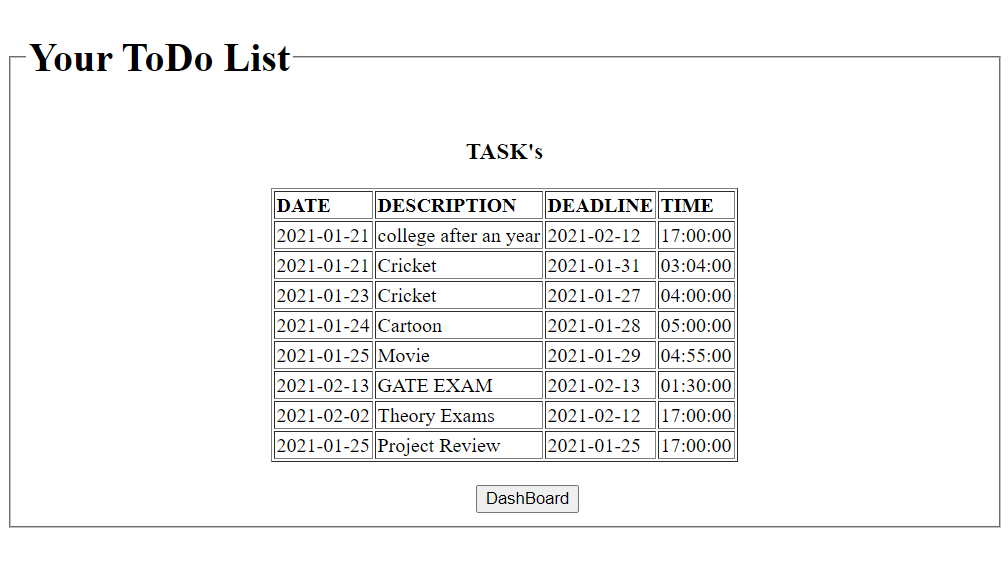 Your ToDo List
TASK's
DATE DESCRIPTION DEADLINE TIME
2021-01-21 college after an year 2021-02-12 17:00:00
2021-01-21 Cricket 2021-01-31 03:04:00
2021-01-23 Cricket 2021-01-27 04:00:00
2021-01-24 Cartoon 2021-01-28 05:00:00
2021-01-25 Movie 2021-01-29 04:55:00
2021-02-13 GATE EXAM 2021-02-13 01:30:00
2021-02-02 Theory Exams 2021-02-12 17:00:00
2021-01-25 Project Review 2021-01-25 17:00:00
DashBoard